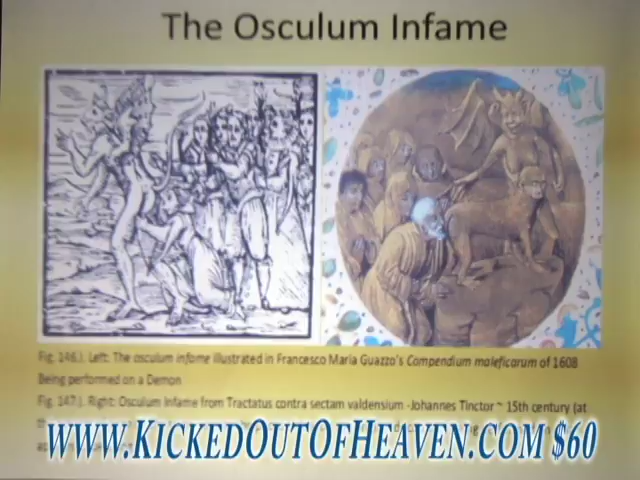 The Osculum Infame
Fig. 146.). Left: The osculum infame illustrated in Francesco Maria Guazzo's Compendium maleficarum of 1608
Being performed on a Demon
Fig. 147.). Right: Osculum Infame from Tractatus contra sectam valdensium -Johannes Tinctor ~ 15th century (at
WWW.KICKEDOUTOFHEAVEN.COM $60